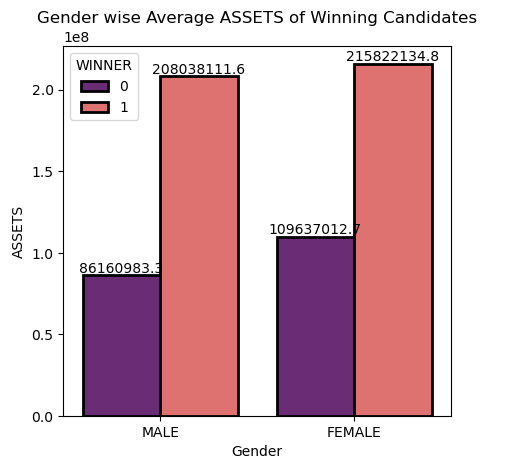 Gender wise Average ASSETS of Winning Candidates
1e8
WINNER
0
1
208038111.6
215822134.8
86160983.3
109637012.7
2.0
1.5
1.0
0.5
0.0
ASSETS
MALE
FEMALE
Gender